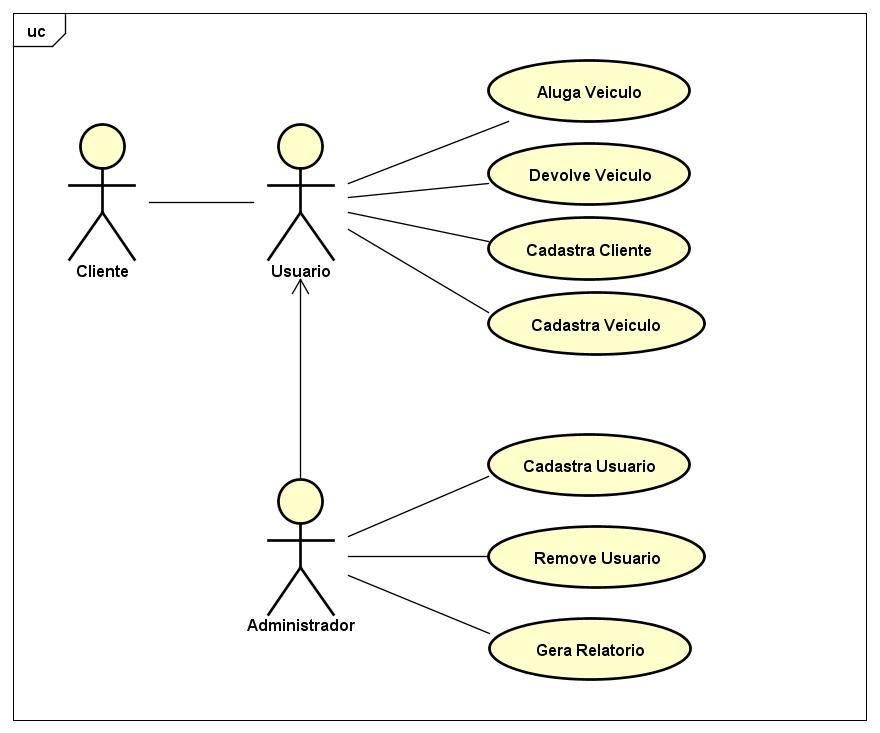 uc
Aluga Veiculo
Devolve Veiculo
Cadastra Cliente
Cliente
Usuario
Cadastra Veiculo
Cadastra Usuario
Remove Usuario
Administrador
Gera Relatorio